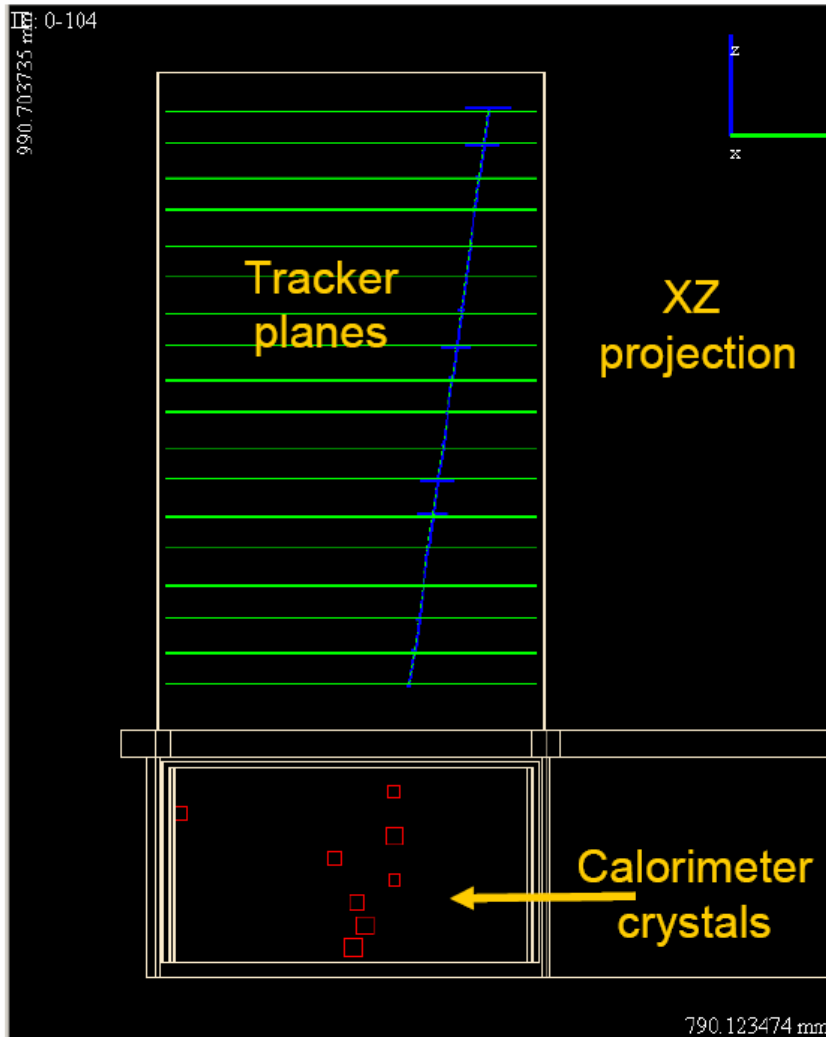 : 0-104
990.703735 mm
z
x
Tracker
planes
XZ
projection
Calorimeter
crystals
790.123474 mm